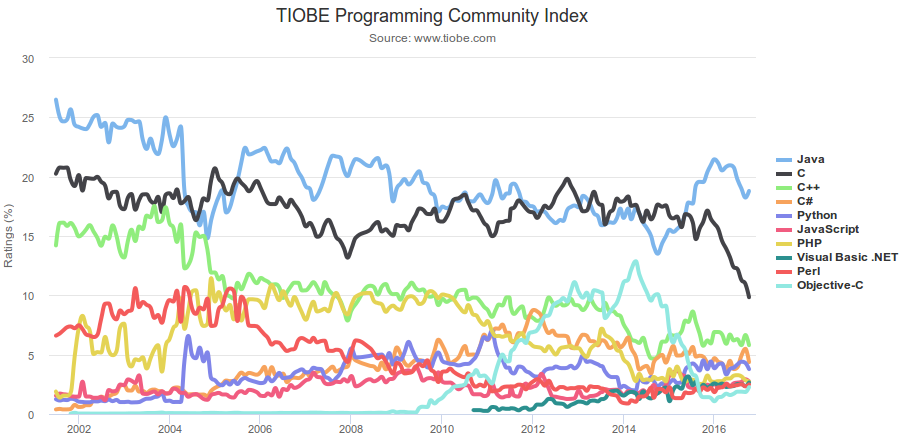 TIOBE Programming Community Index
Source: www.tiobe.com
Ratings (%)
30
25
20
15
10
5
0
2002 2004 2006 2008 2010 2012 2014 2016
Java
C
C++
C#
Python
JavaScript
PHP
Visual Basic .NET
Perl
Objective-C